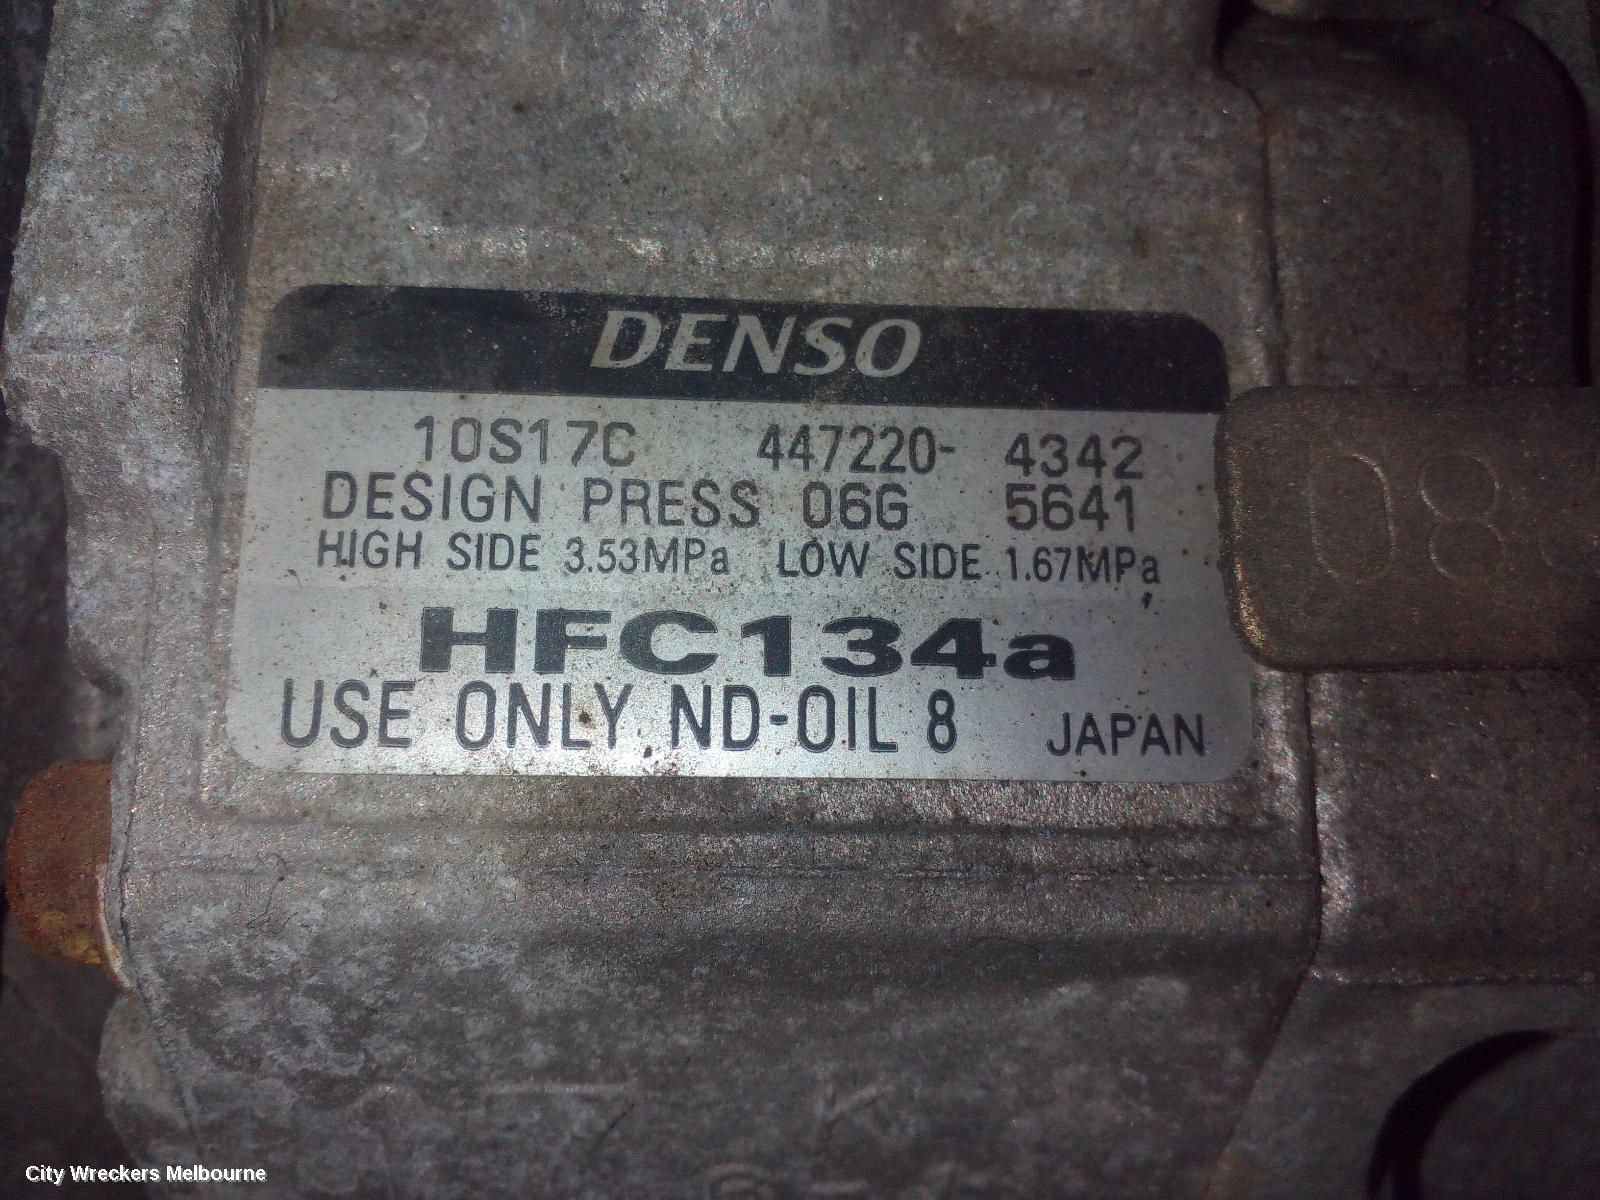 DENSO
10S17C 447220- 4342
DESIGN PRESS 06G 5641
HIGH SIDE 3.53MPa LOW SIDE 1.67MPa
HFC134a
USE ONLY ND-OIL 8 JAPAN
08
City Wreckers Melbourne